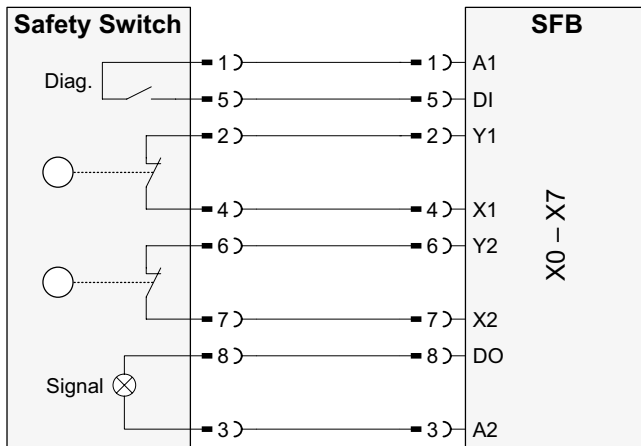 Safety Switch SFB
1 1 A1
Diag.
5 5 DI
2 2 Y1
4 4 X1
6 6 Y2
7 7 X2
8 8 DO
Signal
3 3 A2
X0 – X7